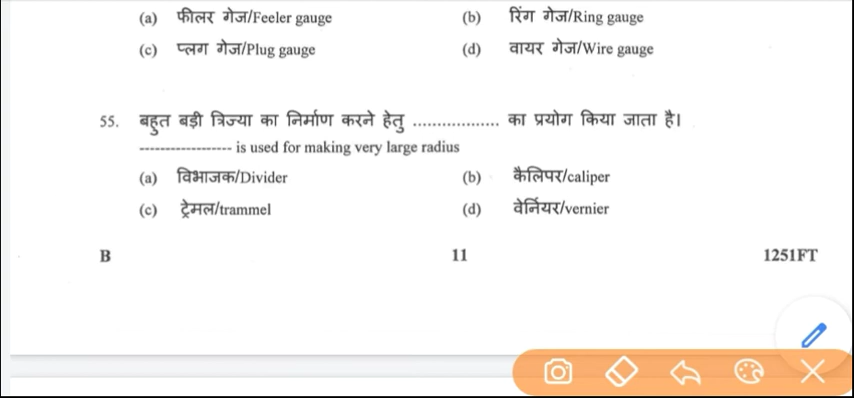 (a) फीलर गेज/Feeler gauge (b) रिंग गेज/Ring gauge
(c) प्लग गेज/Plug gauge (d) वायर गेज/Wire gauge
55. बहुत बड़ी त्रिज्या का निर्माण करने हेतु .................. का प्रयोग किया जाता है।
------------------ is used for making very large radius
(a) विभाजक/Divider (b) कैलिपर/caliper
(c) ट्रेमल/trammel (d) वेर्नियर/vernier
B 11 1251FT